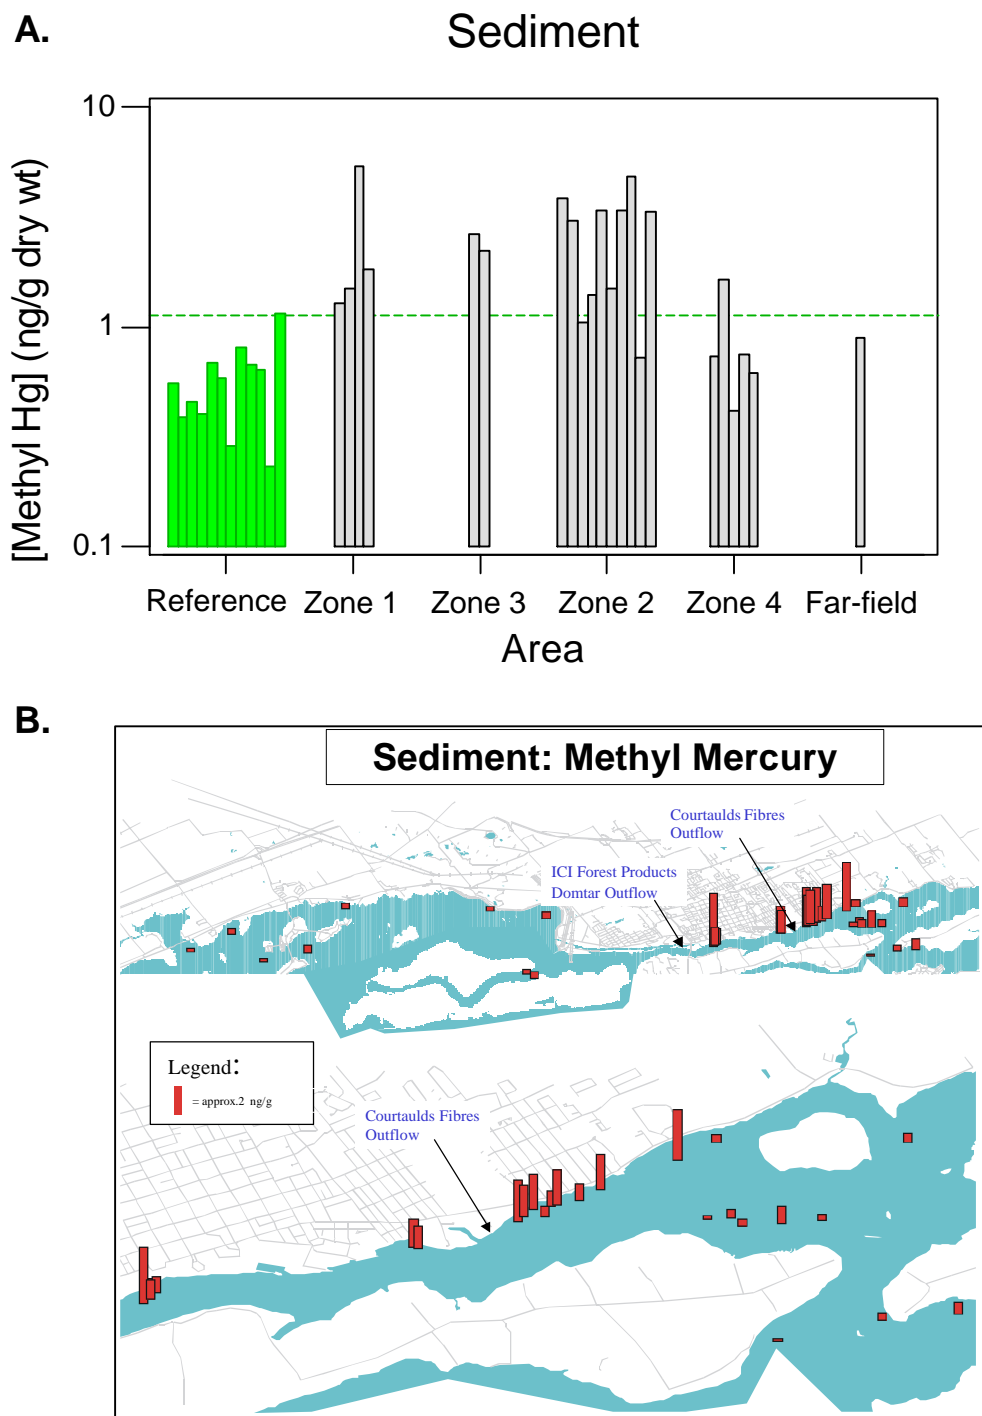 A.
Sediment
[Methyl Hg] (ng/g dry wt)
10
1
0.1
Reference Zone 1 Zone 3 Zone 2 Zone 4 Far-field
Area
B.
Sediment: Methyl Mercury
Courtaulds Fibres
Outflow
ICI Forest Products
Domtar Outflow
Legend:
= approx.2 ng/g
Courtaulds Fibres
Outflow